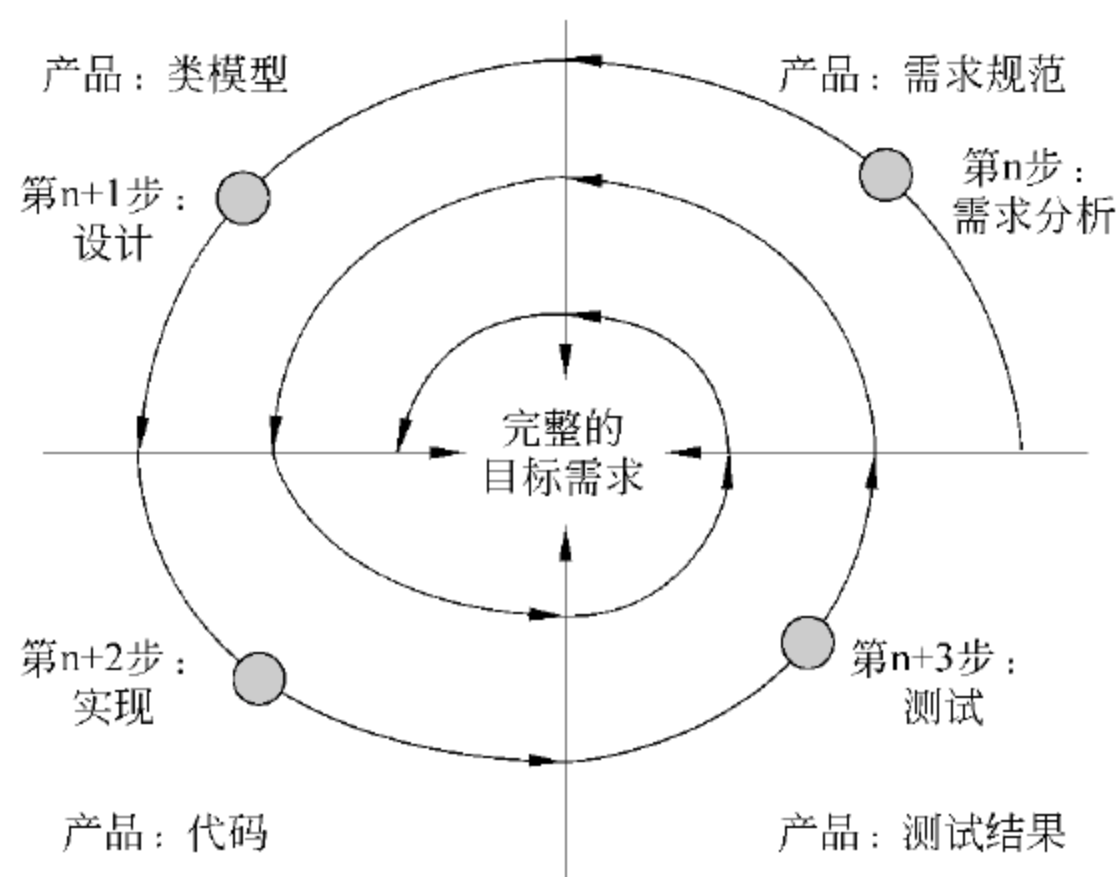 产品：类模型
产品：需求规范
第n步：
需求分析
第n+1步：
设计
完整的
目标需求
第n+2步：
实现
第n+3步：
测试
产品：代码
产品：测试结果